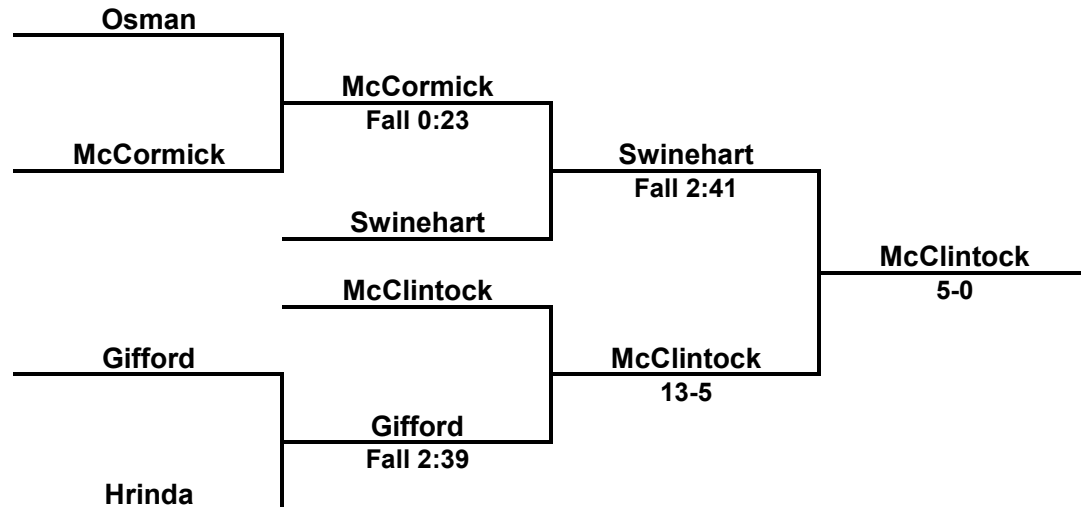 Osman
McCormick
Fall 0:23
McCormick
Swinehart
Fall 2:41
Swinehart
McClintock
5-0
McClintock
Gifford
McClintock
13-5
Gifford
Fall 2:39
Hrinda